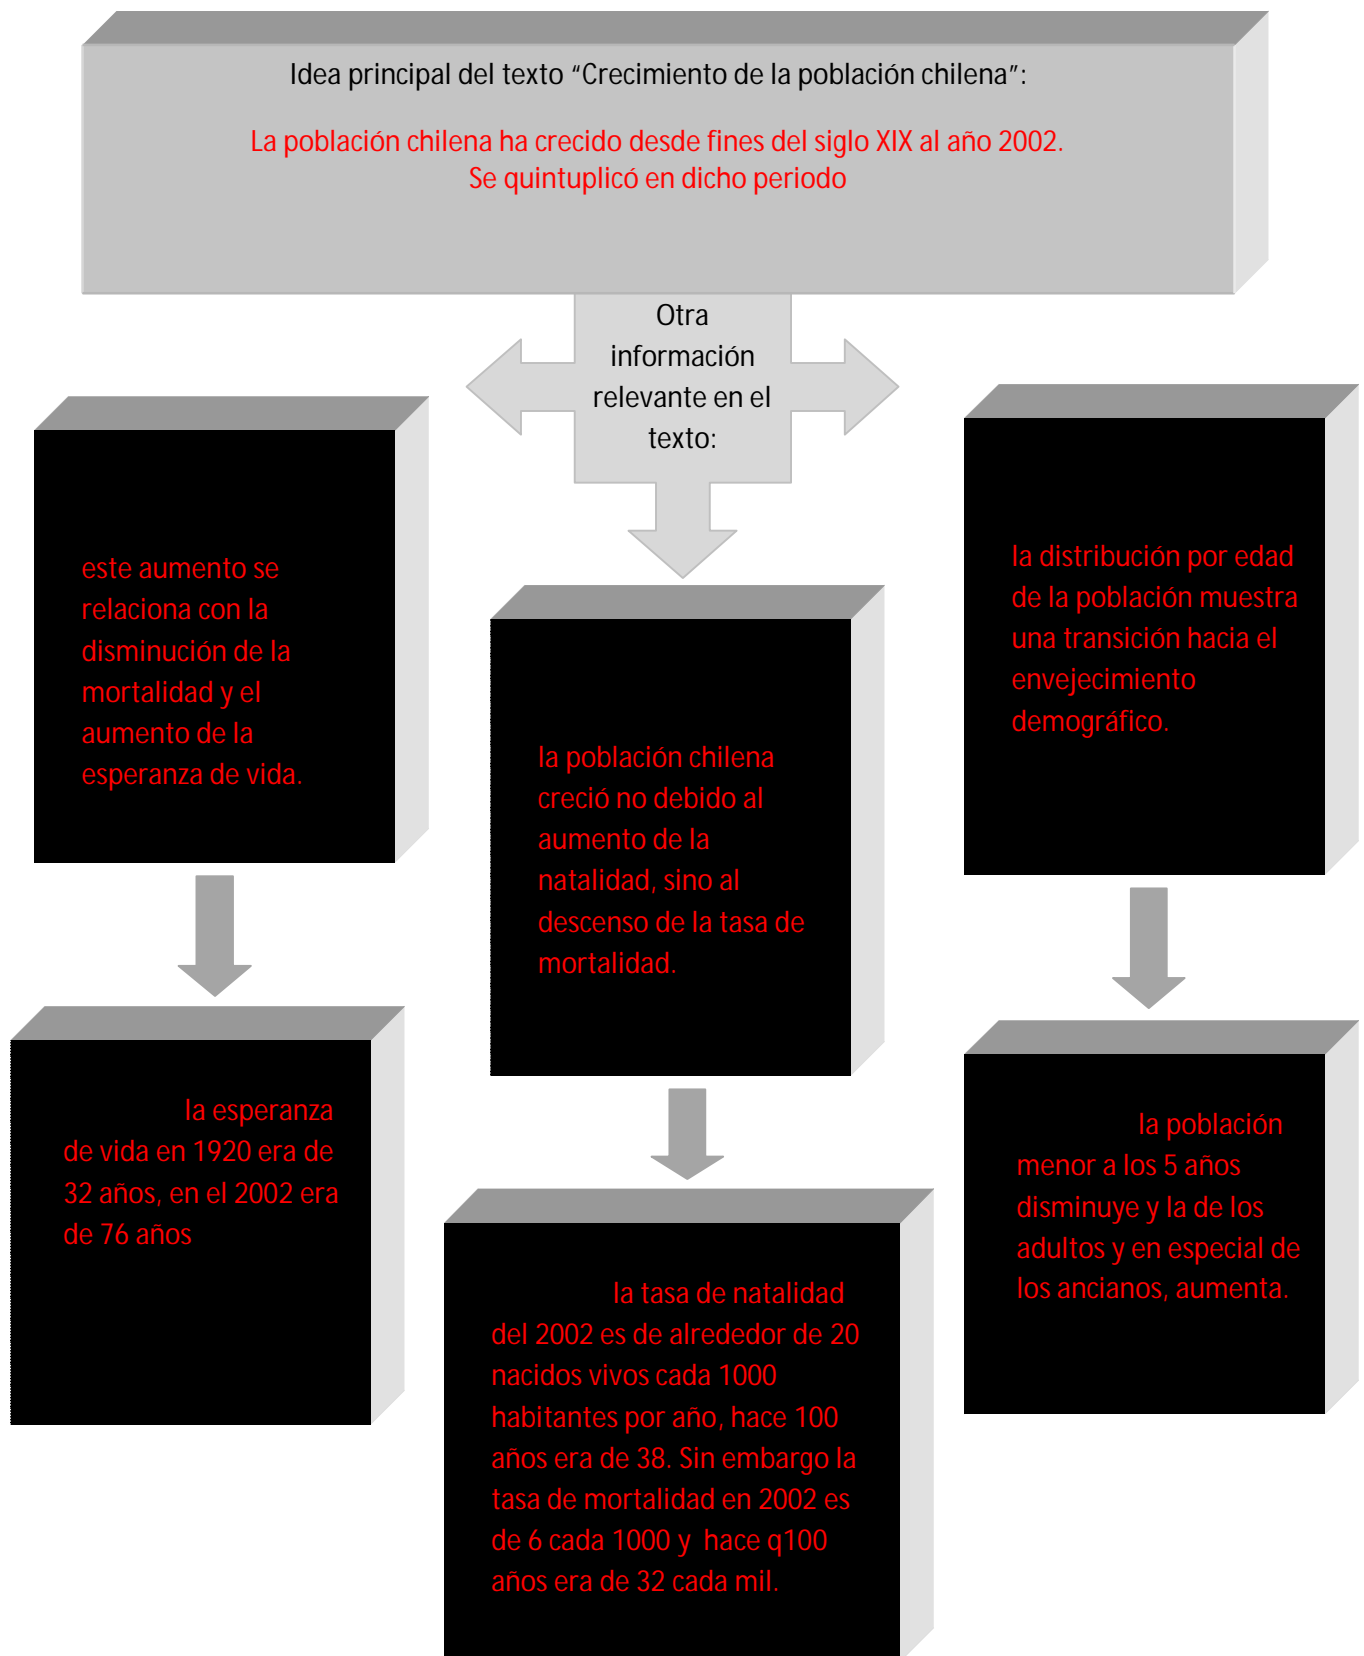 Idea principal del texto “Crecimiento de la población chilena”:
La población chilena ha crecido desde fines del siglo XIX al año 2002.
Se quintuplicó en dicho periodo
Otra
información
relevante en el
texto:
este aumento se
relaciona con la
disminución de la
mortalidad y el
aumento de la
esperanza de vida.
la esperanza
de vida en 1920 era de
32 años, en el 2002 era
de 76 años
la población chilena
creció no debido al
aumento de la
natalidad, sino al
descenso de la tasa de
mortalidad.
la tasa de natalidad
del 2002 es de alrededor de 20
nacidos vivos cada 1000
habitantes por año, hace 100
años era de 38. Sin embargo la
tasa de mortalidad en 2002 es
de 6 cada 1000 y  hace q100
años era de 32 cada mil.
la distribución por edad
de la población muestra
una transición hacia el
envejecimiento
demográfico.
la población
menor a los 5 años
disminuye y la de los
adultos y en especial de
los ancianos, aumenta.